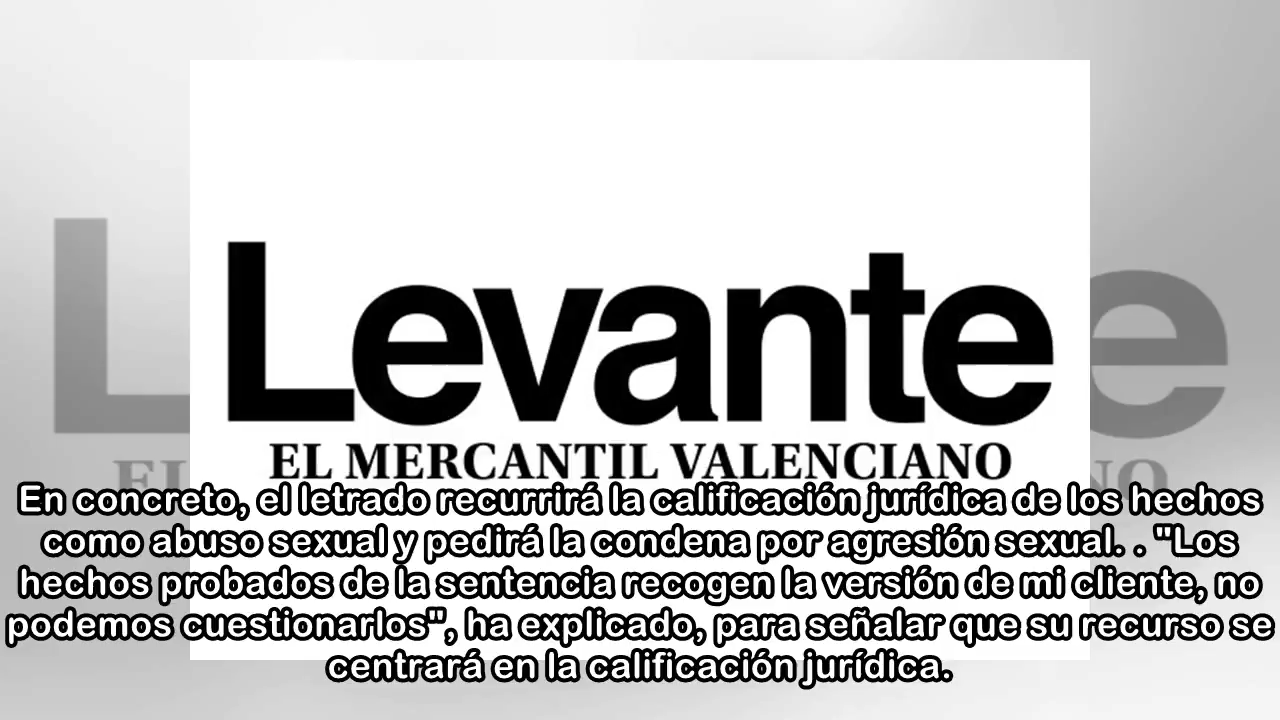 Levante
EL MERCANTIL VALENCIANO
En concreto, el letrado recurrirá la calificación jurídica de los hechos
como abuso sexual y pedirá la condena por agresión sexual. . "Los
hechos probados de la sentencia recogen la versión de mi cliente, no
podemos cuestionarlos", ha explicado, para señalar que su recurso se
centrará en la calificación jurídica.